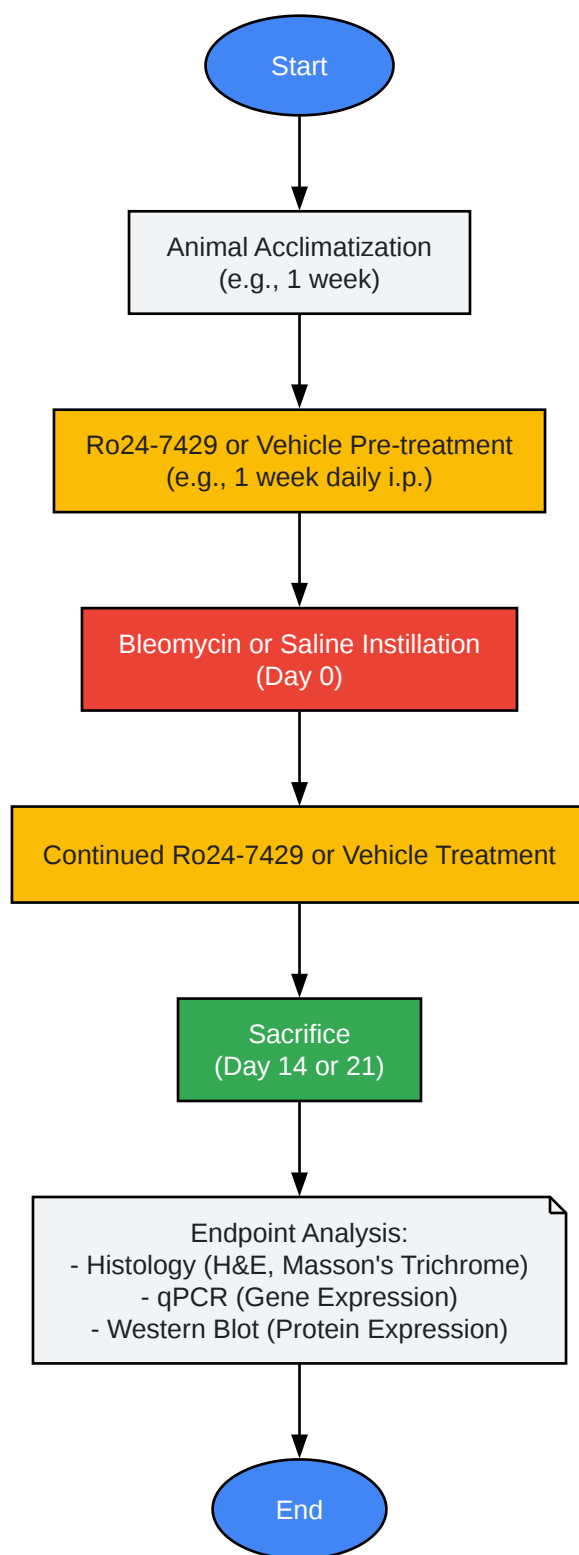 Start
Animal Acclimatization
(e.g., 1 week)
Ro24-7429 or Vehicle Pre-treatment
(e.g., 1 week daily i.p.)
Bleomycin or Saline Instillation
(Day 0)
Continued Ro24-7429 or Vehicle Treatment
Sacrifice
(Day 14 or 21)
Endpoint Analysis:
- Histology (H&E, Masson's Trichrome)
- qPCR (Gene Expression)
- Western Blot (Protein Expression)
End